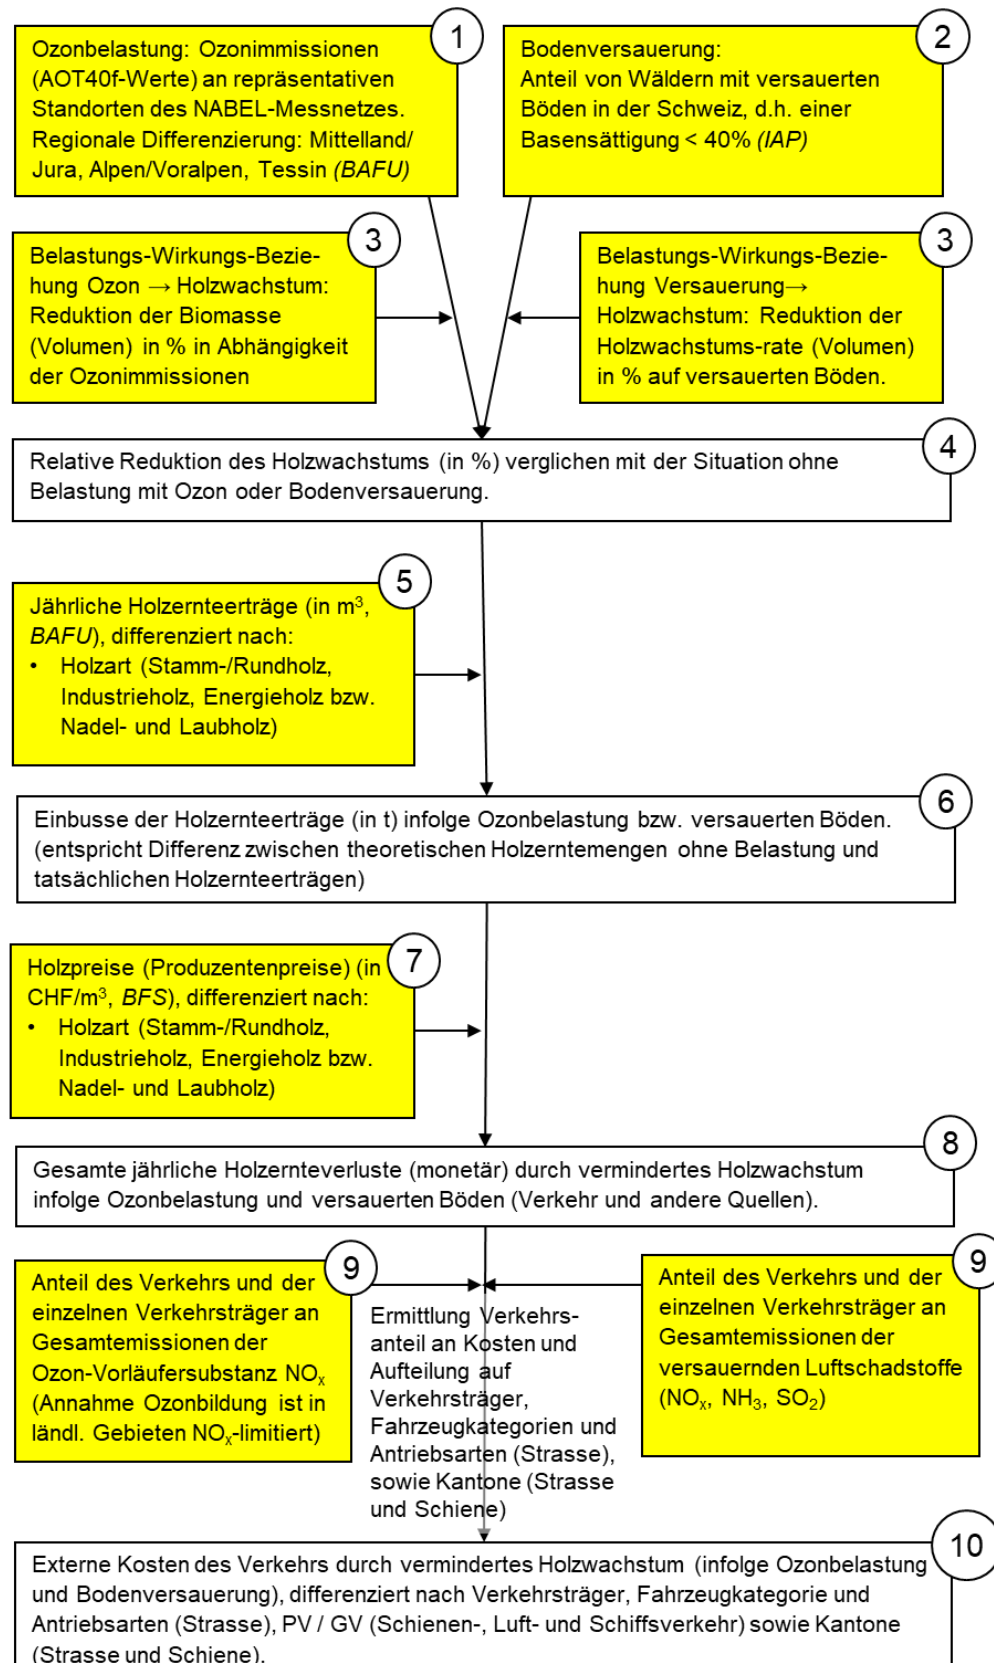 1
Ozonbelastung: Ozonimmissionen
(AOT40f-Werte) an repräsentativen
Standorten des NABEL-Messnetzes.
Regionale Differenzierung: Mittelland/
Jura, Alpen/Voralpen, Tessin (BAFU)
2
Bodenversauerung:
Anteil von Wäldern mit versauerten
Böden in der Schweiz, d.h. einer
Basensättigung < 40% (IAP)
3
Belastungs-Wirkungs-Bezie-
hung Ozon → Holzwachstum:
Reduktion der Biomasse
(Volumen) in % in Abhängigkeit
der Ozonimmissionen
3
Belastungs-Wirkungs-Bezie-
hung Versauerung→
Holzwachstum: Reduktion der
Holzwachstums-rate (Volumen)
in % auf versauerten Böden.
4
Relative Reduktion des Holzwachstums (in %) verglichen mit der Situation ohne
Belastung mit Ozon oder Bodenversauerung.
5
Jährliche Holzernteerträge (in m³,
BAFU), differenziert nach:
• Holzart (Stamm-/Rundholz,
Industrieholz, Energieholz bzw.
Nadel- und Laubholz)
6
Einbusse der Holzernteerträge (in t) infolge Ozonbelastung bzw. versauerten Böden.
(entspricht Differenz zwischen theoretischen Holzerntemengen ohne Belastung und
tatsächlichen Holzernteerträgen)
7
Holzpreise (Produzentenpreise) (in
CHF/m³, BFS), differenziert nach:
• Holzart (Stamm-/Rundholz,
Industrieholz, Energieholz bzw.
Nadel- und Laubholz)
8
Gesamte jährliche Holzernteverluste (monetär) durch vermindertes Holzwachstum
infolge Ozonbelastung und versauerten Böden (Verkehr und andere Quellen).
9
Anteil des Verkehrs und der
einzelnen Verkehrsträger an
Gesamtemissionen der
Ozon-Vorläufersubstanz NOₓ
(Annahme Ozonbildung ist in
ländl. Gebieten NOₓ-limitiert)
Ermittlung Verkehrs-
anteil an Kosten und
Aufteilung auf
Verkehrsträger,
Fahrzeugkategorien und
Antriebsarten (Strasse),
sowie Kantone (Strasse
und Schiene)
9
Anteil des Verkehrs und der
einzelnen Verkehrsträger an
Gesamtemissionen der
versauernden Luftschadstoffe
(NOₓ, NH₃, SO₂)
10
Externe Kosten des Verkehrs durch vermindertes Holzwachstum (infolge Ozonbelastung
und Bodenversauerung), differenziert nach Verkehrsträger, Fahrzeugkategorie und
Antriebsarten (Strasse), PV / GV (Schienen-, Luft- und Schiffsverkehr) sowie Kantone
(Strasse und Schiene).